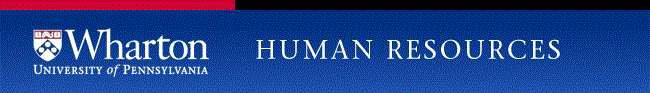 Wharton
UNIVERSITY of PENNSYLVANIA
HUMAN RESOURCES